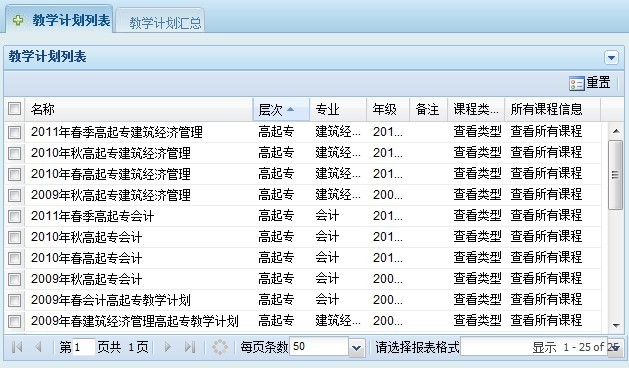 教学计划列表 教学计划汇总
教学计划列表
重置
名称 层次 专业 年级 备注 课程类... 所有课程信息
2011年春季高起专建筑经济管理 高起专 建筑经... 201... 查看类型 查看所有课程
2010年秋高起专建筑经济管理 高起专 建筑经... 201... 查看类型 查看所有课程
2010年春高起专建筑经济管理 高起专 建筑经... 201... 查看类型 查看所有课程
2009年秋高起专建筑经济管理 高起专 建筑经... 200... 查看类型 查看所有课程
2011年春季高起专会计 高起专 会计 201... 查看类型 查看所有课程
2010年秋高起专会计 高起专 会计 201... 查看类型 查看所有课程
2010年春高起专会计 高起专 会计 201... 查看类型 查看所有课程
2009年秋高起专会计 高起专 会计 200... 查看类型 查看所有课程
2009年春会计高起专教学计划 高起专 会计 200... 查看类型 查看所有课程
2009年春建筑经济管理高起专教学计划 高起专 建筑经... 200... 查看类型 查看所有课程
第 1 页共 1 页 每页条数 50 请选择报表格式 显示 1 - 25 of